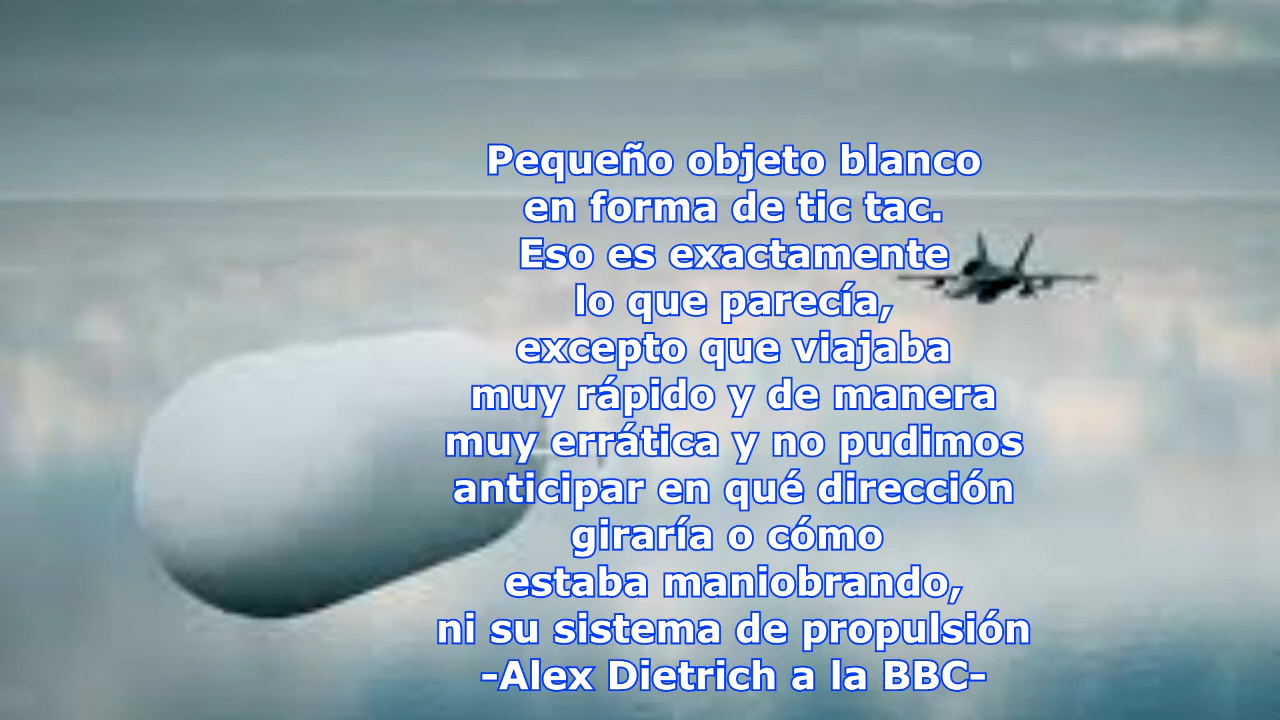 Pequeño objeto blanco
en forma de tic tac.
Eso es exactamente
lo que parecía,
excepto que viajaba
muy rápido y de manera
muy errática y no pudimos
anticipar en qué dirección
giraría o cómo
estaba maniobrando,
ni su sistema de propulsión
-Alex Dietrich a la BBC-